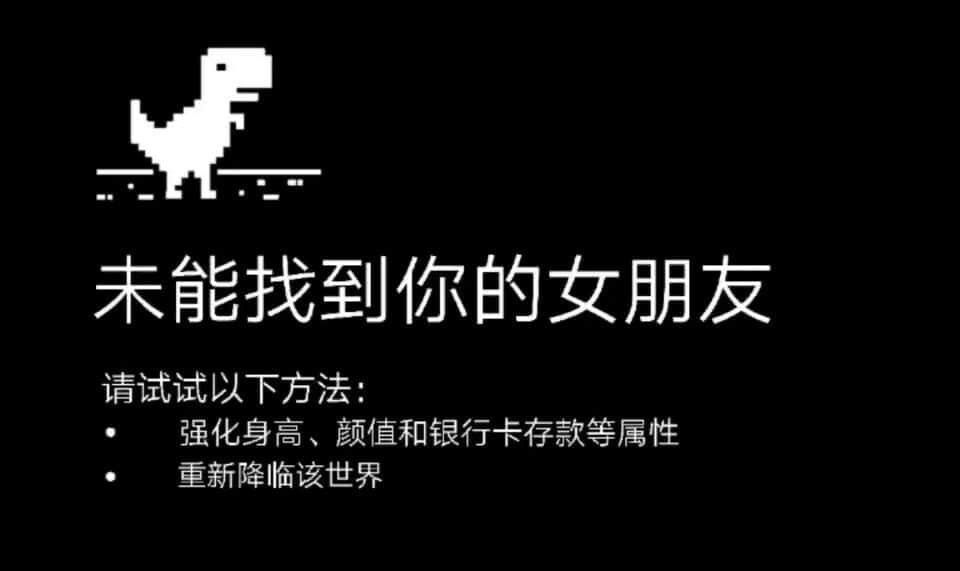 未能找到你的女朋友
请试试以下方法：
• 强化身高、颜值和银行卡存款等属性
• 重新降临该世界